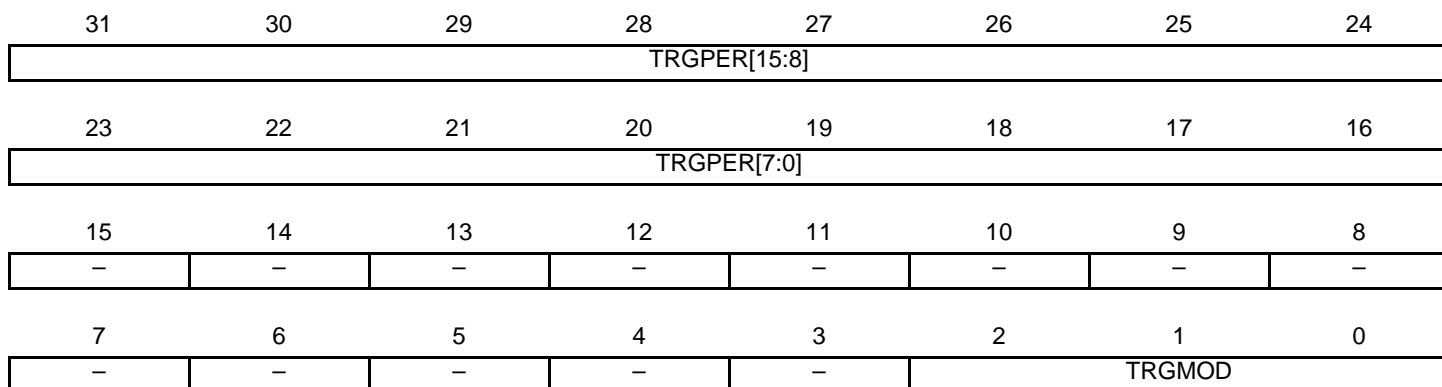 31 30 29 28 27 26 25 24
TRGPER[15:8]
23 22 21 20 19 18 17 16
TRGPER[7:0]
15 14 13 12 11 10 9 8
– – – – – – – –
7 6 5 4 3 2 1 0
– – – – – TRGMOD